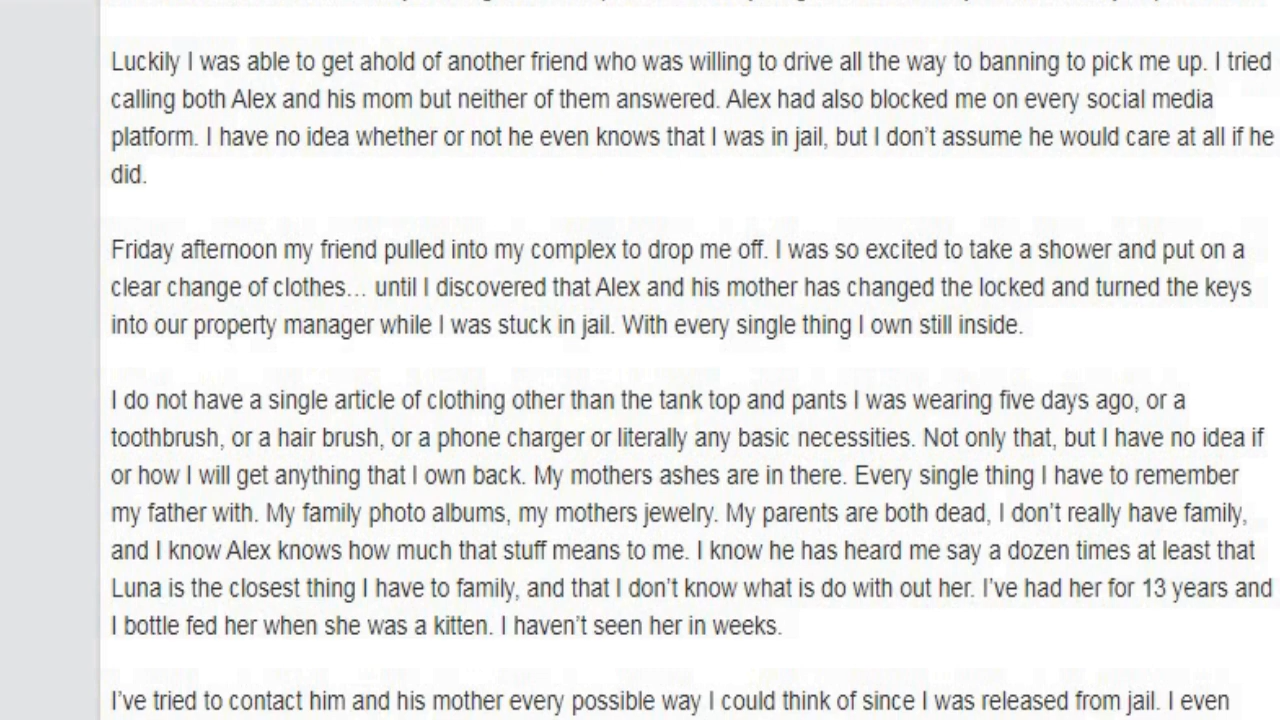 Luckily I was able to get ahold of another friend who was willing to drive all the way to banning to pick me up. I tried
calling both Alex and his mom but neither of them answered. Alex had also blocked me on every social media
platform. I have no idea whether or not he even knows that I was in jail, but I don't assume he would care at all if he
did.
Friday afternoon my friend pulled into my complex to drop me off. I was so excited to take a shower and put on a
clear change of clothes… until I discovered that Alex and his mother has changed the locked and turned the keys
into our property manager while I was stuck in jail. With every single thing I own still inside.
I do not have a single article of clothing other than the tank top and pants I was wearing five days ago, or a
toothbrush, or a hair brush, or a phone charger or literally any basic necessities. Not only that, but I have no idea if
or how I will get anything that I own back. My mothers ashes are in there. Every single thing I have to remember
my father with. My family photo albums, my mothers jewelry. My parents are both dead, I don't really have family,
and I know Alex knows how much that stuff means to me. I know he has heard me say a dozen times at least that
Luna is the closest thing I have to family, and that I don't know what is do with out her. I've had her for 13 years and
I bottle fed her when she was a kitten. I haven't seen her in weeks.
I've tried to contact him and his mother every possible way I could think of since I was released from jail. I even